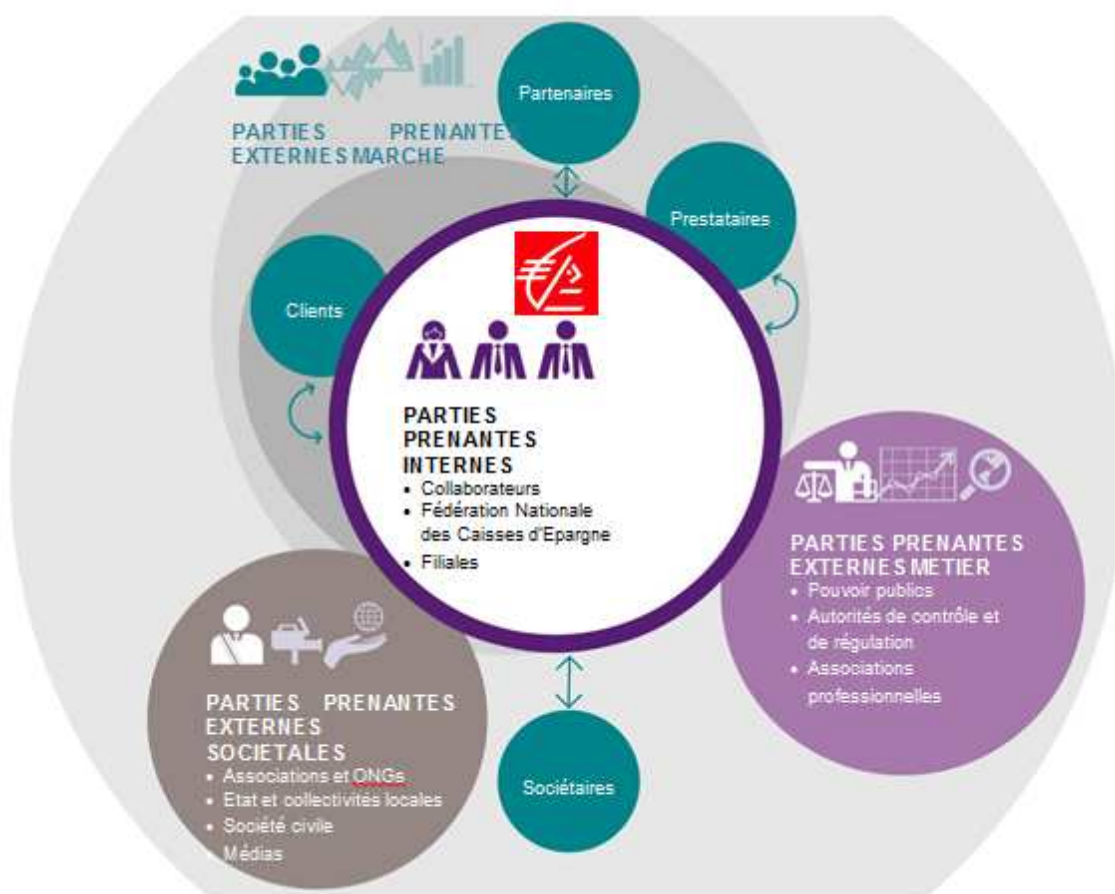 PARTIES PRENANTES
EXTERNES MARCHE
Partenaires
Prestataires
Clients
PARTIES
PRENANTES
INTERNES
• Collaborateurs
• Fédération Nationale
des Caisses d'Epargne
• Filiales
PARTIES PRENANTES
EXTERNES METIER
• Pouvoir publics
• Autorités de contrôle et
de régulation
• Associations
professionnelles
PARTIES PRENANTES
EXTERNES
SOCIETALES
• Associations et ONGs
• Etat et collectivités locales
• Société civile
• Médias
Sociétaires